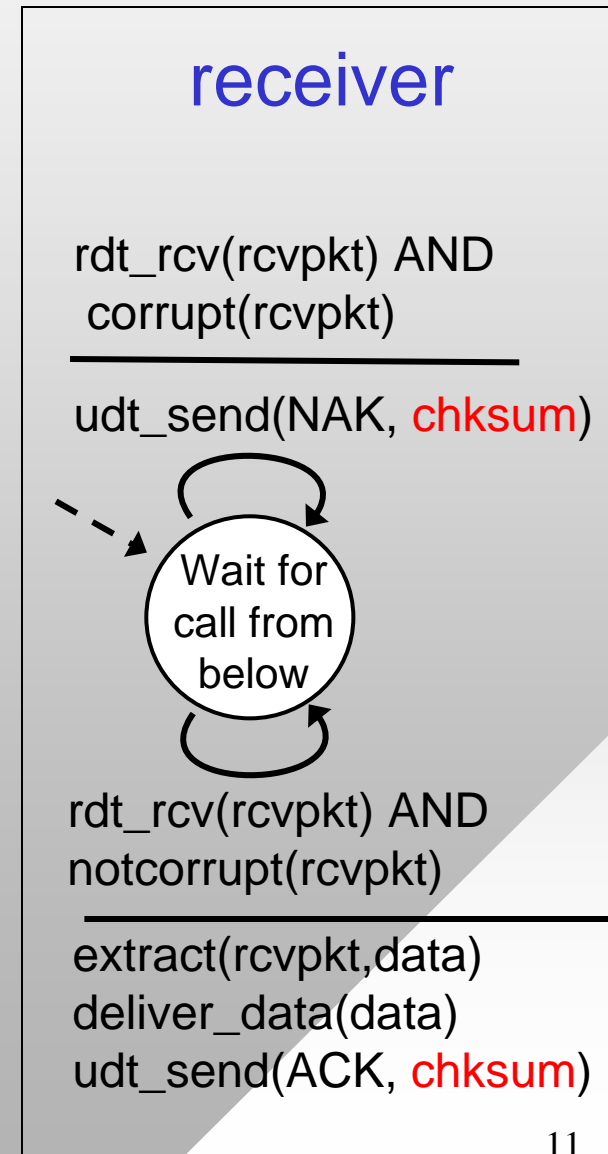 receiver
rdt_rcv(rcvpkt) AND
corrupt(rcvpkt)
udt_send(NAK, chksum)
Wait for
call from
below
rdt_rcv(rcvpkt) AND
notcorrupt(rcvpkt)
extract(rcvpkt,data)
deliver_data(data)
udt_send(ACK, chksum)
11